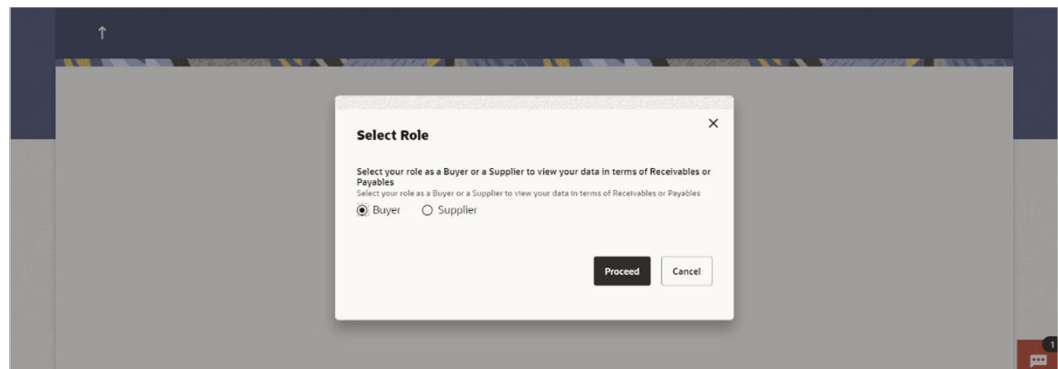 Select Role
Select your role as a Buyer or a Supplier to view your data in terms of Receivables or
Payables
Select your role as a Buyer or a Supplier to view your data in terms of Receivables or Payables
Buyer Supplier
Proceed Cancel
1